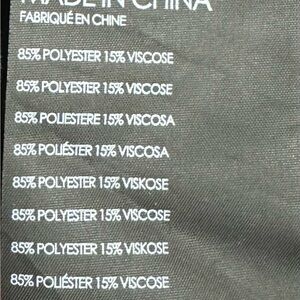 MADE IN CHINA
FABRIQUÉ EN CHINE
85% POLYESTER 15% VISCOSE
85% POLYESTER 15% VISCOSE
85% POLIESTERE 15% VISCOSA
85% POLIÉSTER 15% VISCOSA
85% POLYESTER 15% VISKOSE
85% POLYESTER 15% VISCOSE
85% POLYESTER 15% VISKOSE
85% POLIÉSTER 15% VISCOSE